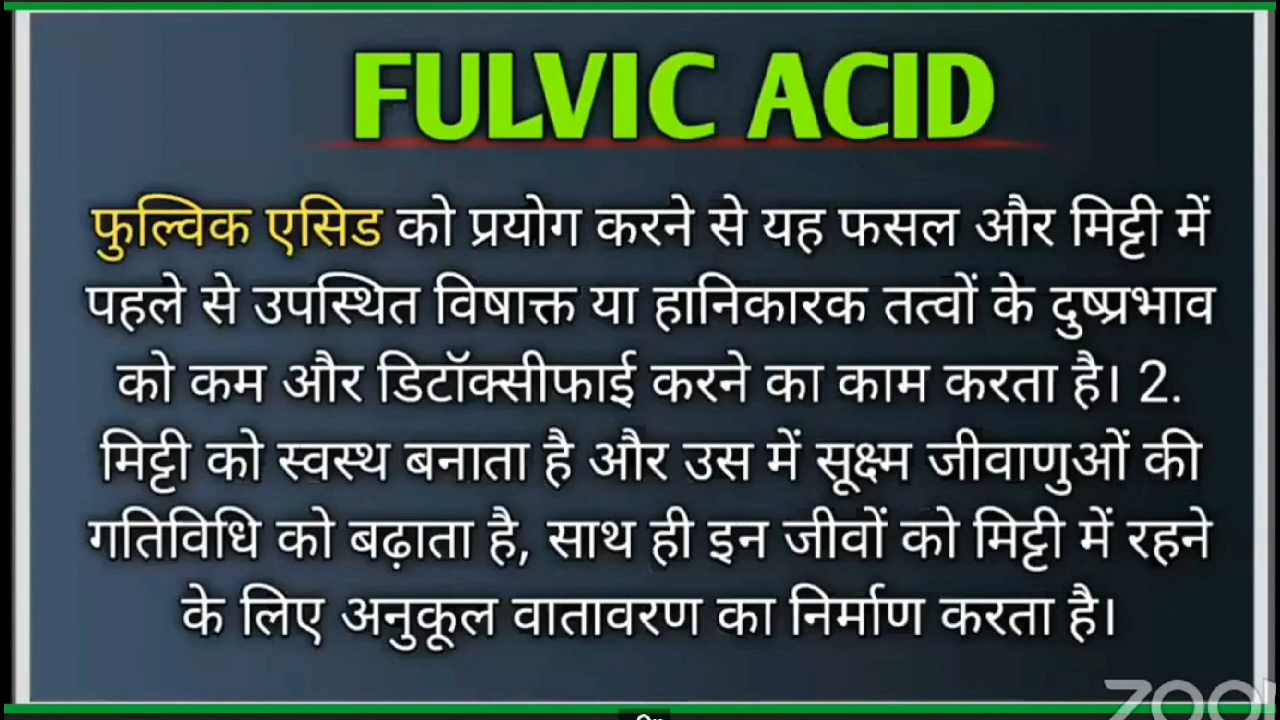 FULVIC ACID
फुल्विक एसिड को प्रयोग करने से यह फसल और मिट्टी में
पहले से उपस्थित विषाक्त या हानिकारक तत्वों के दुष्प्रभाव
को कम और डिटॉक्सीफाई करने का काम करता है। 2.
मिट्टी को स्वस्थ बनाता है और उस में सूक्ष्म जीवाणुओं की
गतिविधि को बढ़ाता है, साथ ही इन जीवों को मिट्टी में रहने
के लिए अनुकूल वातावरण का निर्माण करता है।